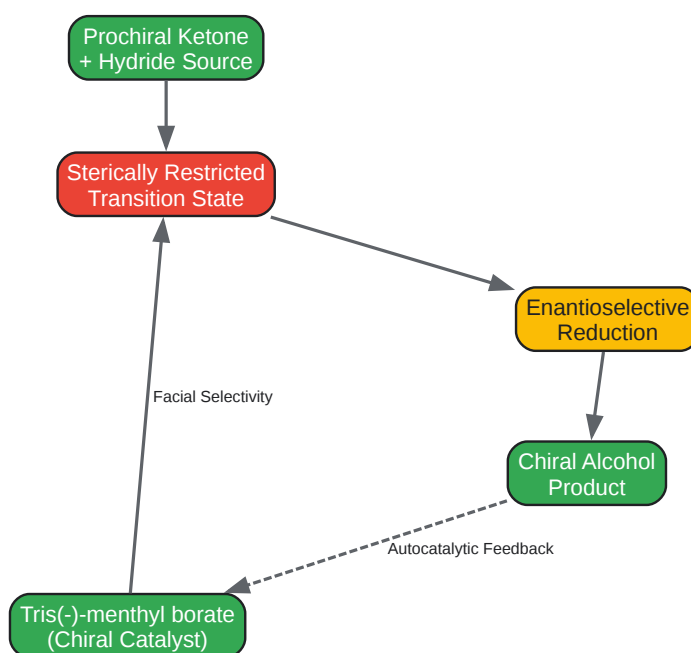 Prochiral Ketone
+ Hydride Source
Sterically Restricted
Transition State
Enantioselective
Reduction
Facial Selectivity
Chiral Alcohol
Product
Autocatalytic Feedback
Tris(-)-menthyl borate
(Chiral Catalyst)